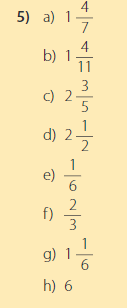 5) a) 1 4/7
b) 1 4/11
c) 2 3/5
d) 2 1/2
e) 1/6
f) 2/3
g) 1 1/6
h) 6